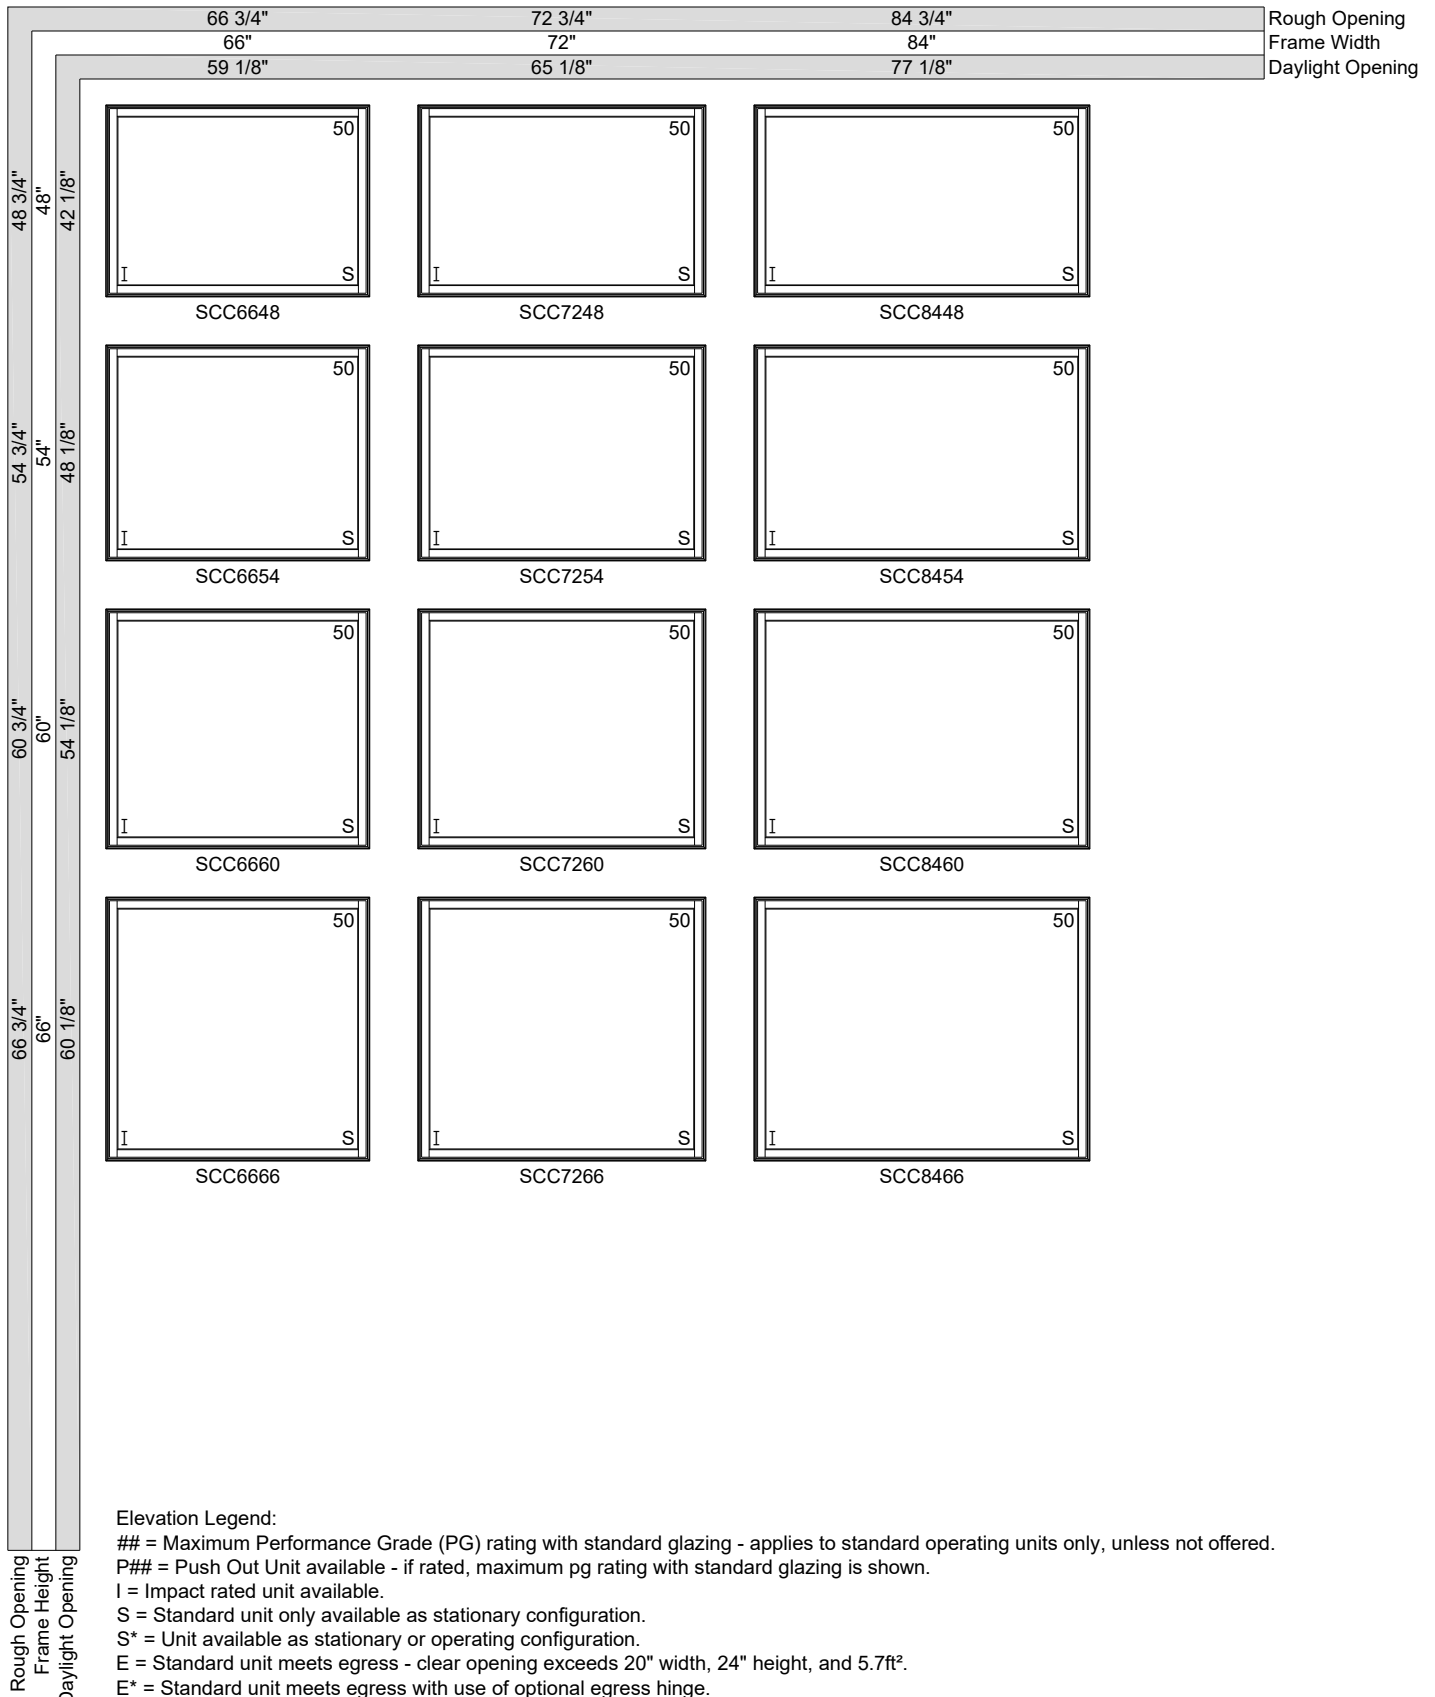 66 3/4" 72 3/4" 84 3/4" Rough Opening
66" 72" 84" Frame Width
59 1/8" 65 1/8" 77 1/8" Daylight Opening
48 3/4" 48" 42 1/8"
50 50 50
I S I S I S
SCC6648 SCC7248 SCC8448
54 3/4" 54" 48 1/8"
50 50 50
I S I S I S
SCC6654 SCC7254 SCC8454
60 3/4" 60" 54 1/8"
50 50 50
I S I S I S
SCC6660 SCC7260 SCC8460
66 3/4" 66" 60 1/8"
50 50 50
I S I S I S
SCC6666 SCC7266 SCC8466
Rough Opening
Frame Height
Daylight Opening
Elevation Legend:
## = Maximum Performance Grade (PG) rating with standard glazing - applies to standard operating units only, unless not offered.
P## = Push Out Unit available - if rated, maximum pg rating with standard glazing is shown.
I = Impact rated unit available.
S = Standard unit only available as stationary configuration.
S* = Unit available as stationary or operating configuration.
E = Standard unit meets egress - clear opening exceeds 20" width, 24" height, and 5.7ft².
E* = Standard unit meets egress with use of optional egress hinge.